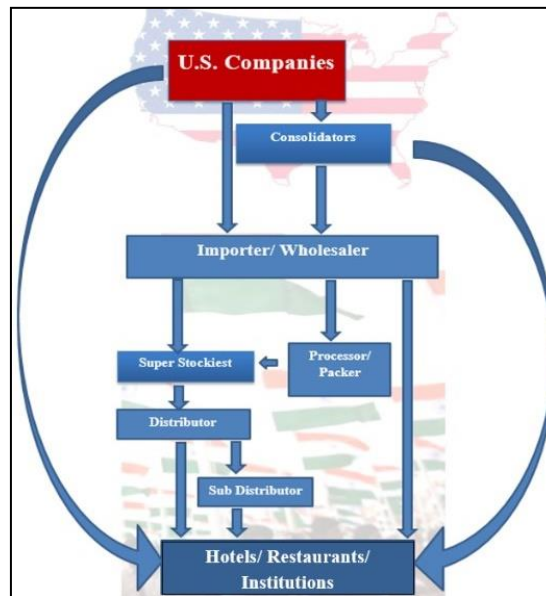 U.S. Companies
Consolidators
Importer/ Wholesaler
Super Stockiest
Processor/
Packer
Distributor
Sub Distributor
Hotels/ Restaurants/
Institutions